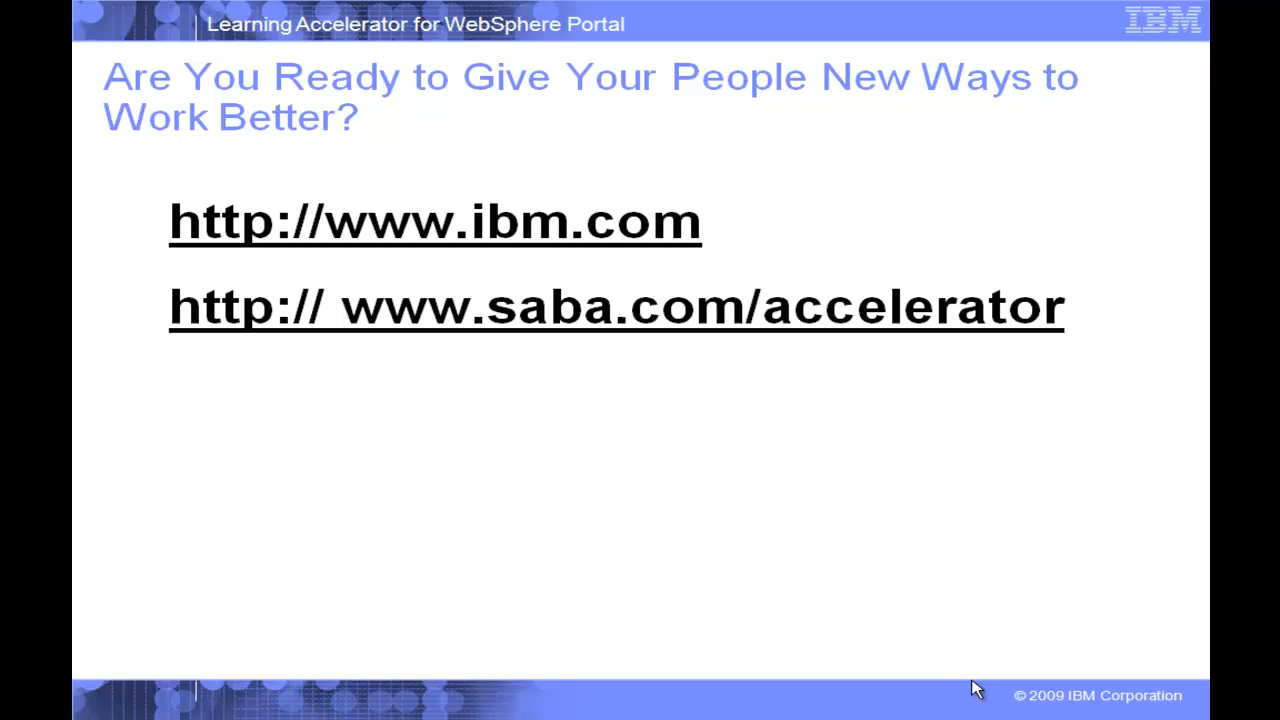 Learning Accelerator for WebSphere Portal
IBM
Are You Ready to Give Your People New Ways to
Work Better?
http://www.ibm.com
http:// www.saba.com/accelerator
© 2009 IBM Corporation